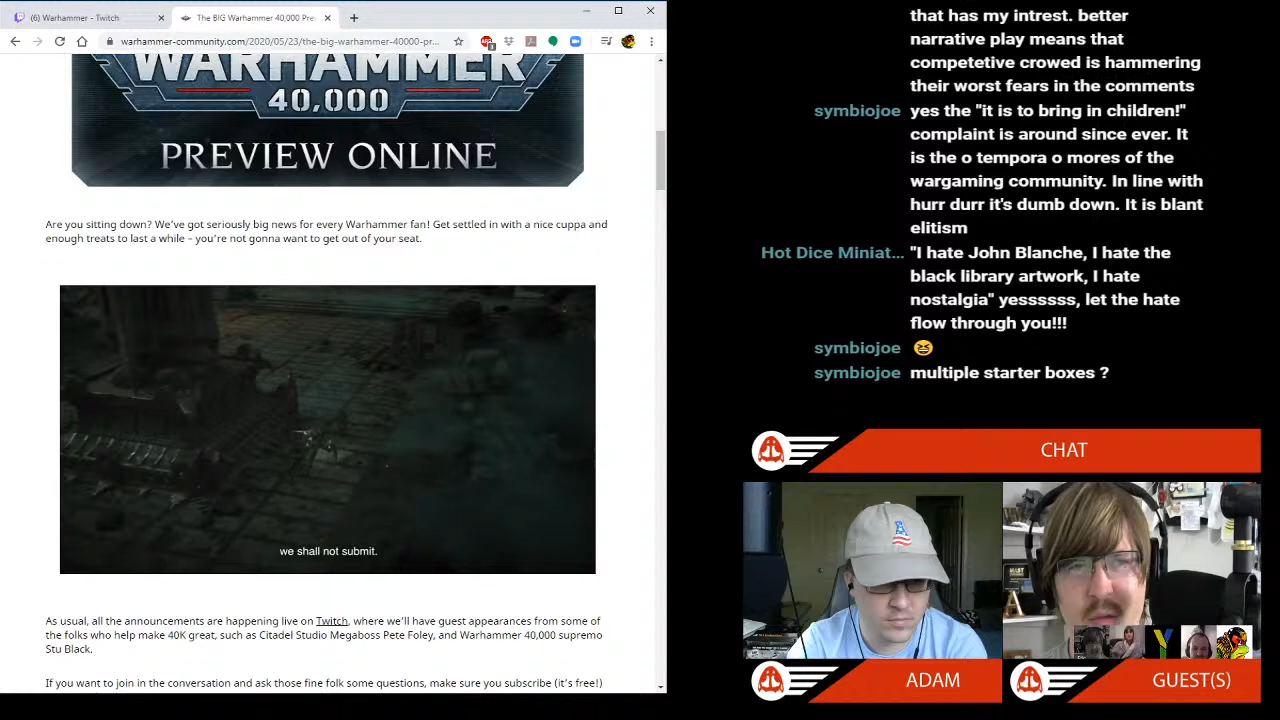 (6) Warhammer - Twitch
The BIG Warhammer 40,000 Pre
warhammer-community.com/2020/05/23/the-big-warhammer-40000-pr...
WARHAMMER
40,000
PREVIEW ONLINE
Are you sitting down? We've got seriously big news for every Warhammer fan! Get settled in with a nice cuppa and
enough treats to last a while – you're not gonna want to get out of your seat.
we shall not submit.
As usual, all the announcements are happening live on Twitch, where we'll have guest appearances from some of
the folks who help make 40K great, such as Citadel Studio Megaboss Pete Foley, and Warhammer 40,000 supremo
Stu Black.
If you want to join in the conversation and ask those fine folk some questions, make sure you subscribe (it's free!)
that has my intrest. better
narrative play means that
competetive crowed is hammering
their worst fears in the comments
symbiojoe yes the "it is to bring in children!"
complaint is around since ever. It
is the o tempora o mores of the
wargaming community. In line with
hurr durr it's dumb down. It is blant
elitism
Hot Dice Miniat... "I hate John Blanche, I hate the
black library artwork, I hate
nostalgia" yessssss, let the hate
flow through you!!!
symbiojoe 😆
symbiojoe multiple starter boxes ?
CHAT
ADAM
GUEST(S)